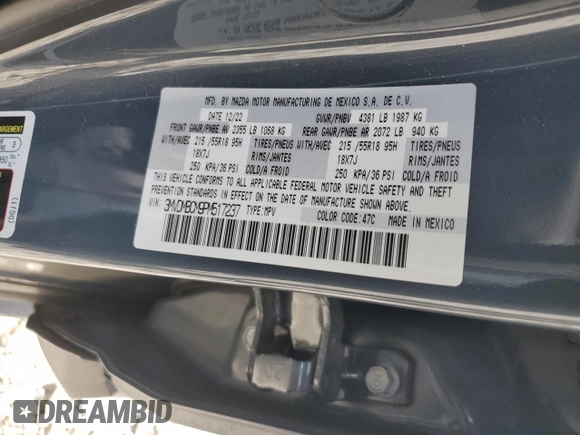 MFD. BY MAZDA MOTOR MANUFACTURING DE MEXICO S.A. DE C.V.
DATE 12/22 GVWR/PNBV 4381 LB 1987 KG
FRONT GAWR/PNBE AV 2355 LB 1068 KG REAR GAWR/PNBE AR 2072 LB 940 KG
WITH/AVEC 215 /55R18 95H TIRES/PNEUS WITH/AVEC 215 /55R18 95H TIRES/PNEUS
18X7J RIMS/JANTES 18X7J RIMS/JANTES
250 KPA/36 PSI COLD/A FROID 250 KPA/36 PSI COLD/A FROID
THIS VEHICLE CONFORMS TO ALL APPLICABLE FEDERAL MOTOR VEHICLE SAFETY AND THEFT
PREVENTION STANDARDS IN EFFECT ON THE DATE OF MANUFACTURE SHOWN ABOVE.
VIN: TYPE:MPV COLOR CODE:47C MADE IN MEXICO
3
DREAMBID